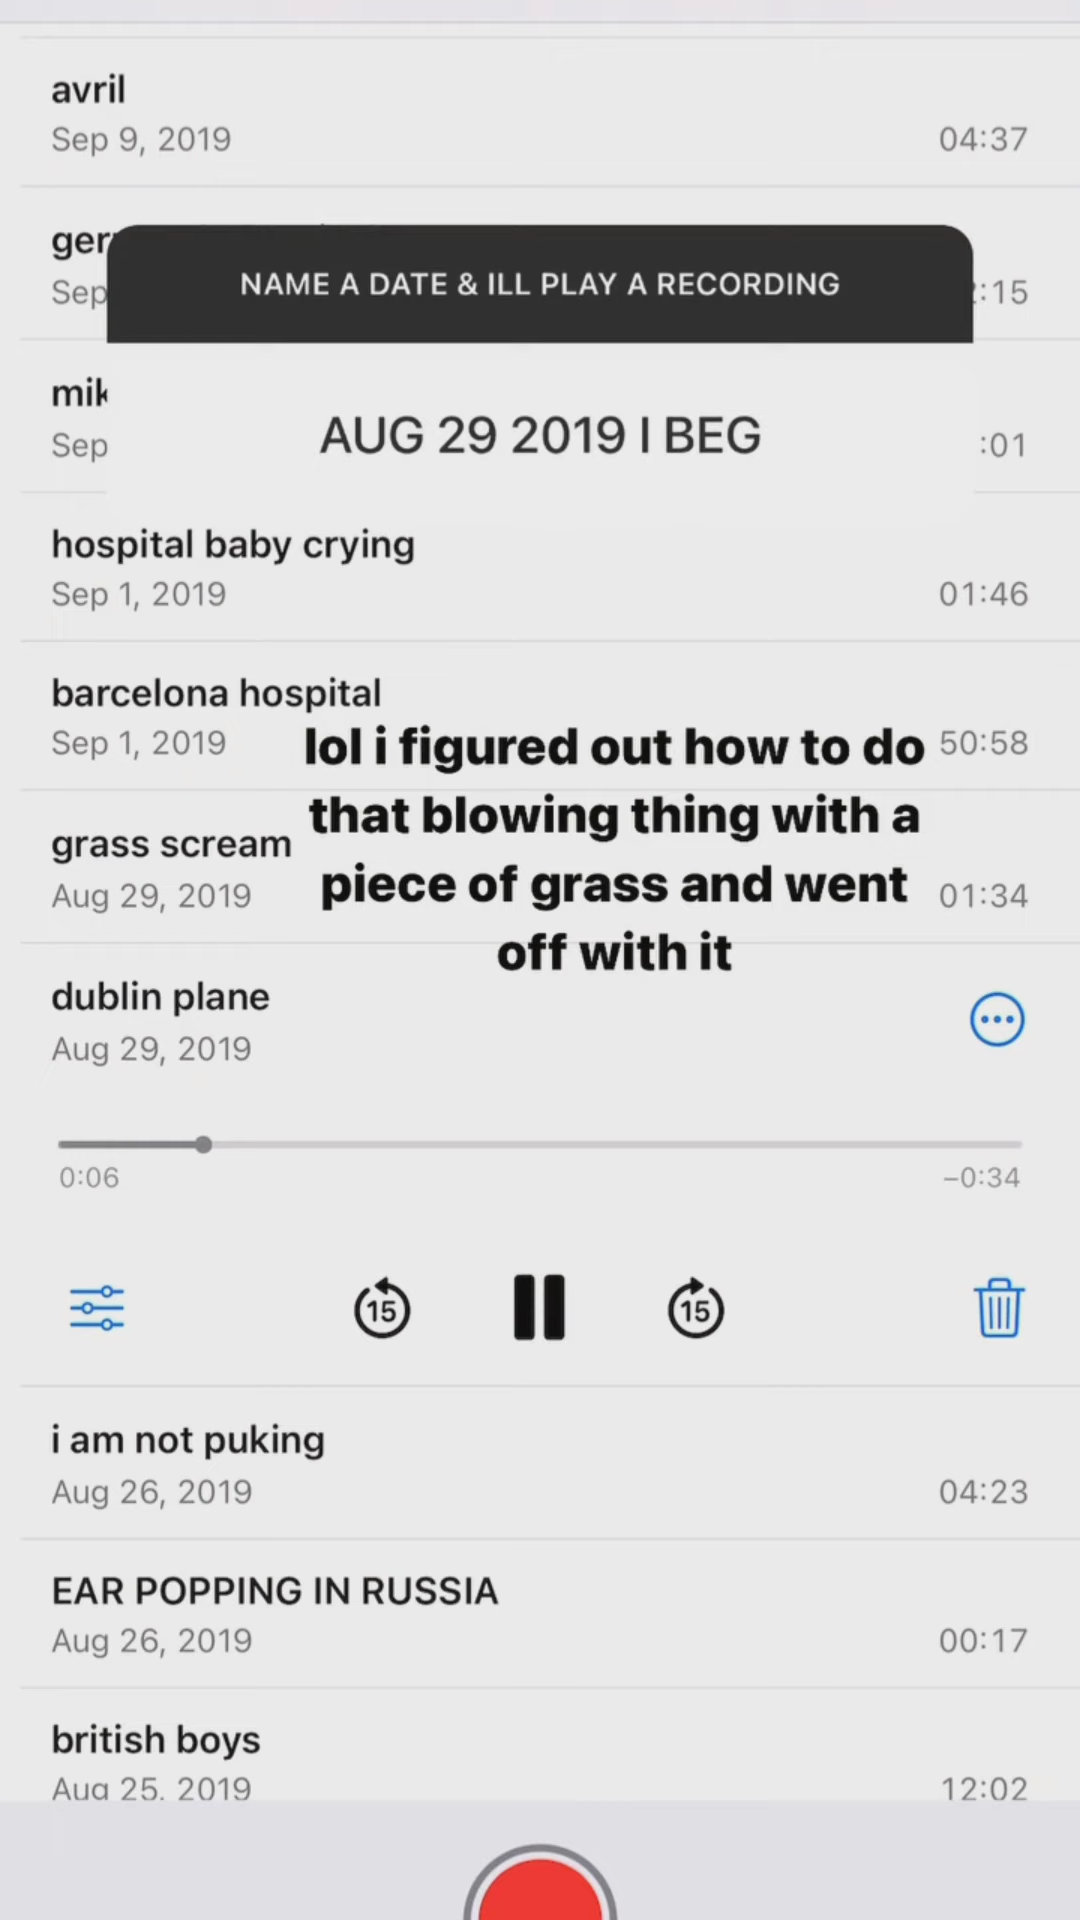 avril
Sep 9, 2019
04:37
Sep
:15
NAME A DATE & ILL PLAY A RECORDING
Sep
:01
AUG 29 2019 I BEG
hospital baby crying
Sep 1, 2019
01:46
barcelona hospital
Sep 1, 2019
50:58
lol i figured out how to do
that blowing thing with a
piece of grass and went
off with it
grass scream
Aug 29, 2019
01:34
dublin plane
Aug 29, 2019
0:06
−0:34
15
15
i am not puking
Aug 26, 2019
04:23
EAR POPPING IN RUSSIA
Aug 26, 2019
00:17
british boys
Aug 25, 2019
12:02